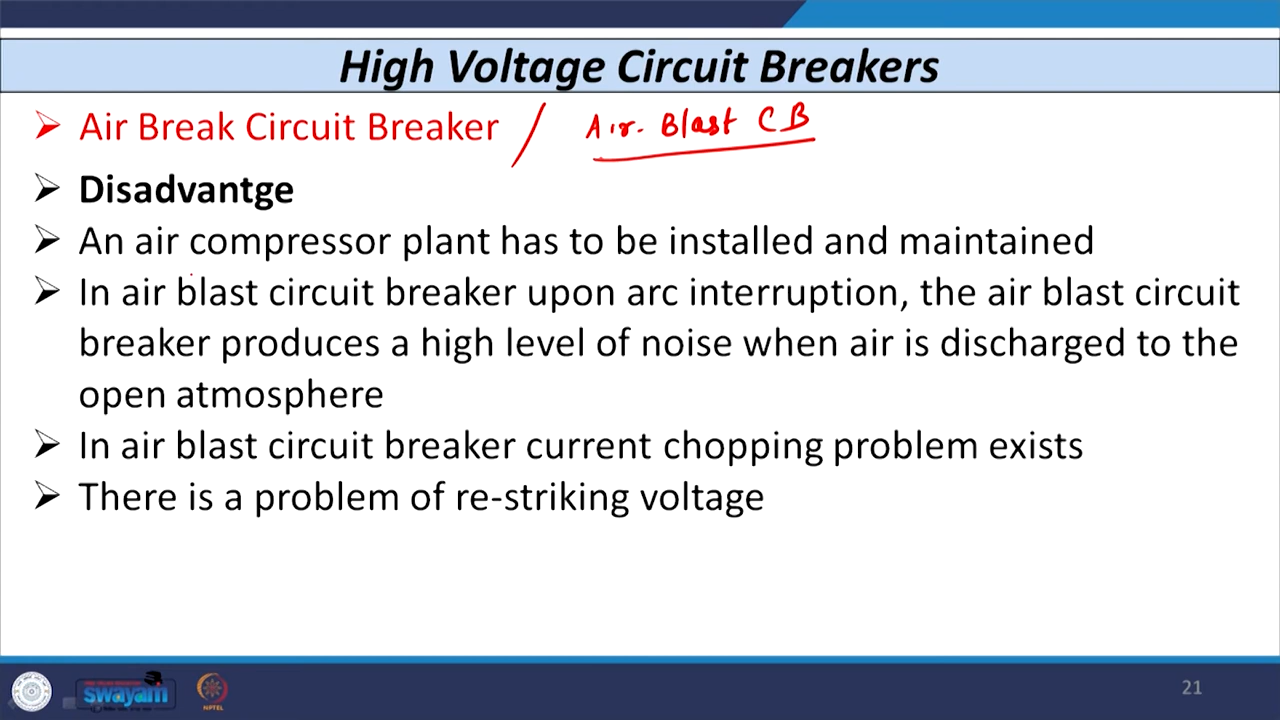 High Voltage Circuit Breakers
➢ Air Break Circuit Breaker / Air Blast CB
➢ Disadvantge
➢ An air compressor plant has to be installed and maintained
➢ In air blast circuit breaker upon arc interruption, the air blast circuit
breaker produces a high level of noise when air is discharged to the
open atmosphere
➢ In air blast circuit breaker current chopping problem exists
➢ There is a problem of re-striking voltage
swayam
NPTEL
21